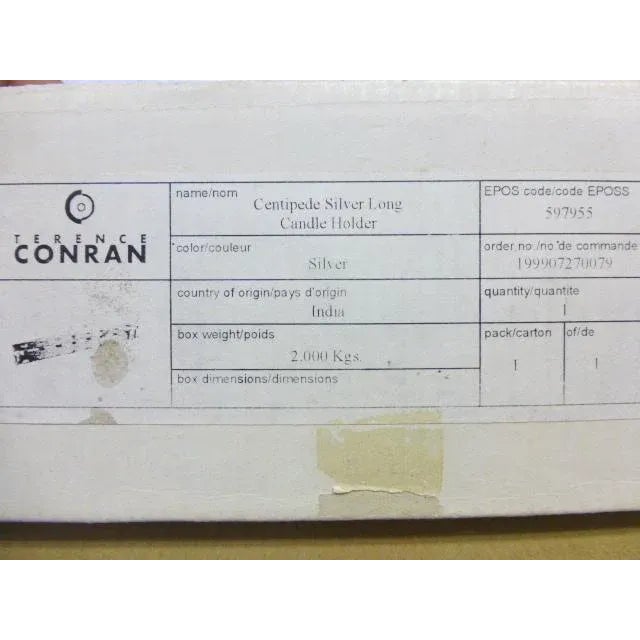 TERENCE
CONRAN
name/nom
Centipede Silver Long
Candle Holder
EPOS code/code EPOSS
597955
color/couleur
Silver
order no./no. de commande
199907270079
country of origin/pays d'origin
India
quantity/quantite
1
box weight/poids
2.000 Kgs.
pack/carton
1
of/de
1
box dimensions/dimensions